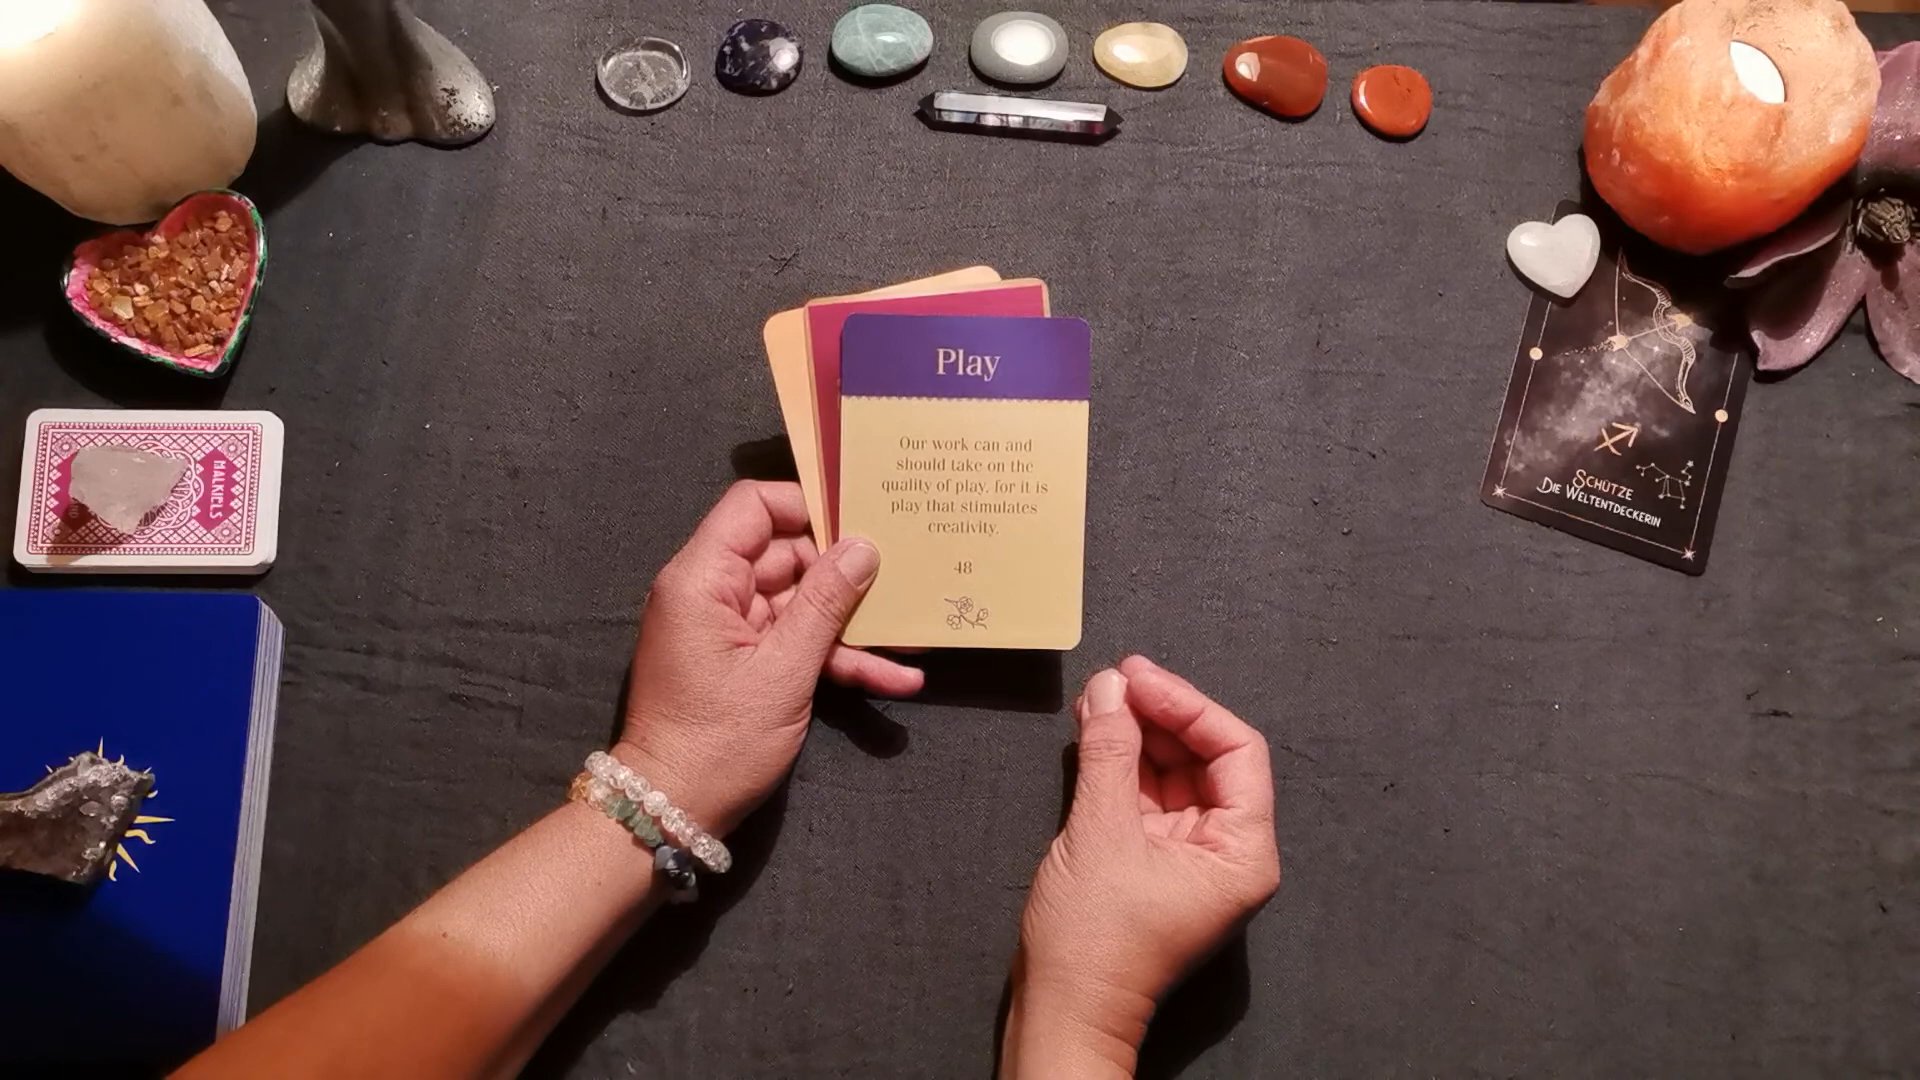 Play
Our work can and
should take on the
quality of play, for it is
play that stimulates
creativity.
48
MALKIELS
SCHÜTZE
DIE WELTENTDECKERIN